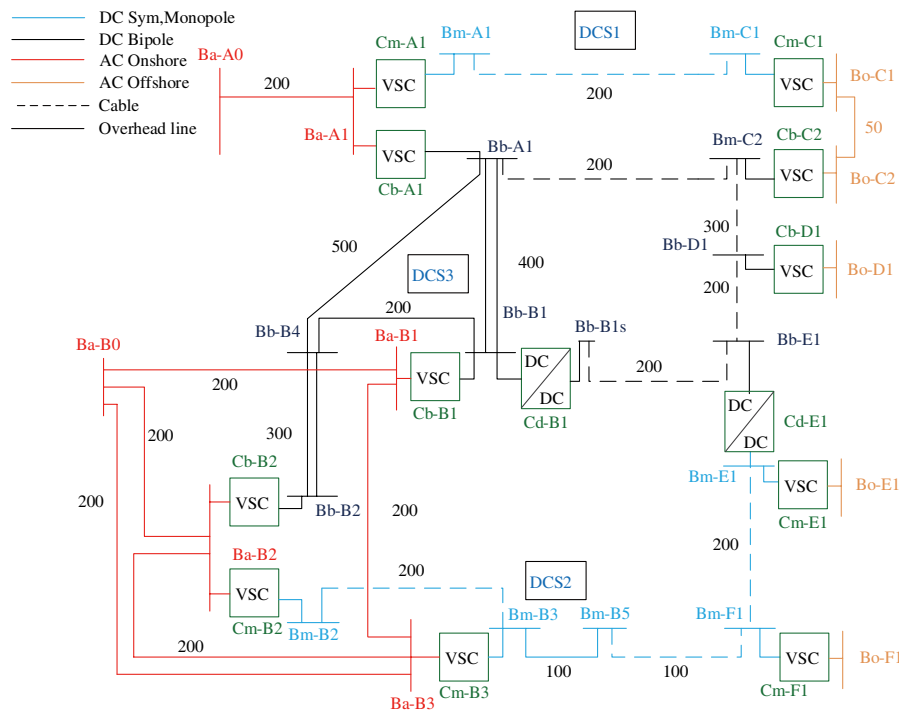 DC Sym,Monopole
DC Bipole
AC Onshore
AC Offshore
Cable
Overhead line
Ba-A0
200
Cm-A1
VSC
Bm-A1
DCS1
200
Bm-C1
Cm-C1
VSC
Bo-C1
50
Ba-A1
VSC
Cb-A1
Bb-A1
200
Bm-C2
Cb-C2
VSC
Bo-C2
300
500
DCS3
400
Bb-D1
Cb-D1
VSC
Bo-D1
200
200
Bb-B4
Ba-B1
Bb-B1
Bb-B1s
Bb-E1
Ba-B0
200
VSC
Cb-B1
DC
DC
Cd-B1
200
DC
DC
Cd-E1
200
300
Cb-B2
VSC
Bb-B2
Bm-E1
VSC
Cm-E1
Bo-E1
200
200
200
Ba-B2
VSC
Cm-B2
Bm-B2
200
DCS2
Bm-B3
Bm-B5
Bm-F1
200
VSC
Cm-B3
Ba-B3
100
100
VSC
Cm-F1
Bo-F1